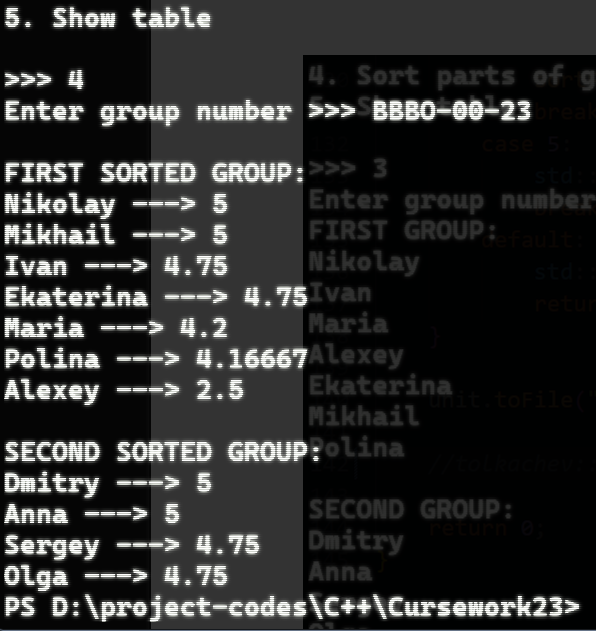 5. Show table
>>> 4
Enter group number >>> BBBO-00-23
FIRST SORTED GROUP:
Nikolay ---> 5
Mikhail ---> 5
Ivan ---> 4.75
Ekaterina ---> 4.75
Maria ---> 4.2
Polina ---> 4.16667
Alexey ---> 2.5
SECOND SORTED GROUP:
Dmitry ---> 5
Anna ---> 5
Sergey ---> 4.75
Olga ---> 4.75
PS D:\project-codes\C++\Cursework23>
4. Sort parts of g
>>> 3
Enter group number
FIRST GROUP:
Nikolay
Ivan
Maria
Alexey
Ekaterina
Mikhail
Polina
SECOND GROUP:
Dmitry
Anna
case 5:
default:
return 0;